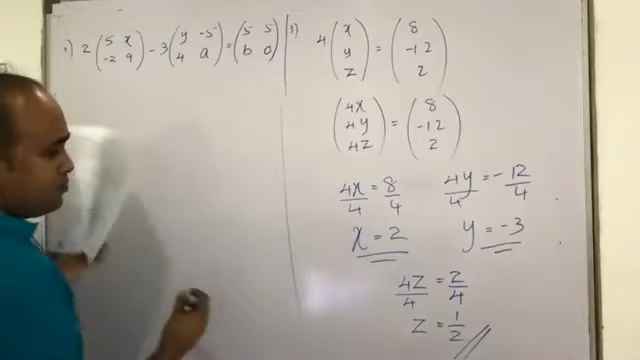 1) 2 ( 5 x ) - 3 ( y -5 ) = ( 5 5 )
( -2 9 ) ( 4 a ) ( b 0 )
3) 4 ( x ) = ( 8 )
( y ) ( -12 )
( z ) ( 2 )
( 4x ) = ( 8 )
( 4y ) ( -12 )
( 4z ) ( 2 )
4x/4 = 8/4 4y/4 = -12/4
x = 2 y = -3
4z/4 = 2/4
z = 1/2